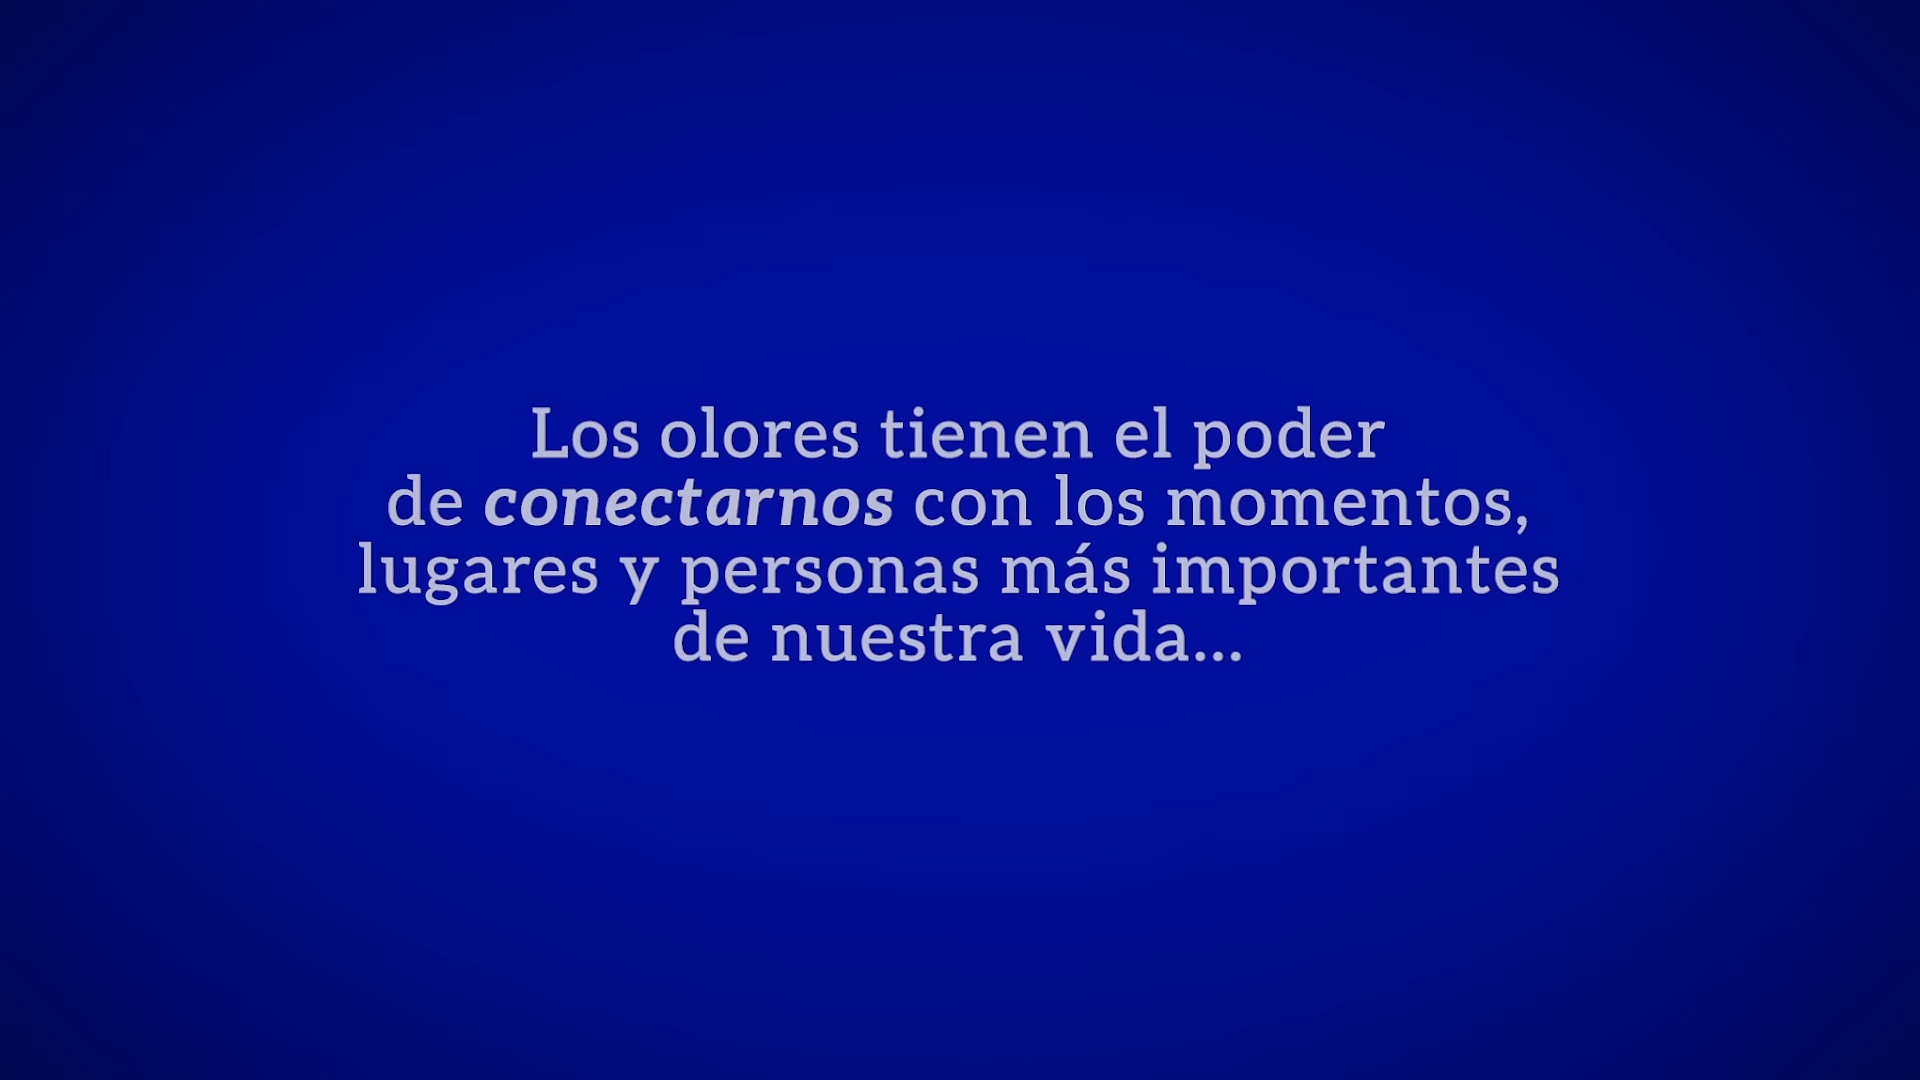 Los olores tienen el poder
de conectarnos con los momentos,
lugares y personas más importantes
de nuestra vida...